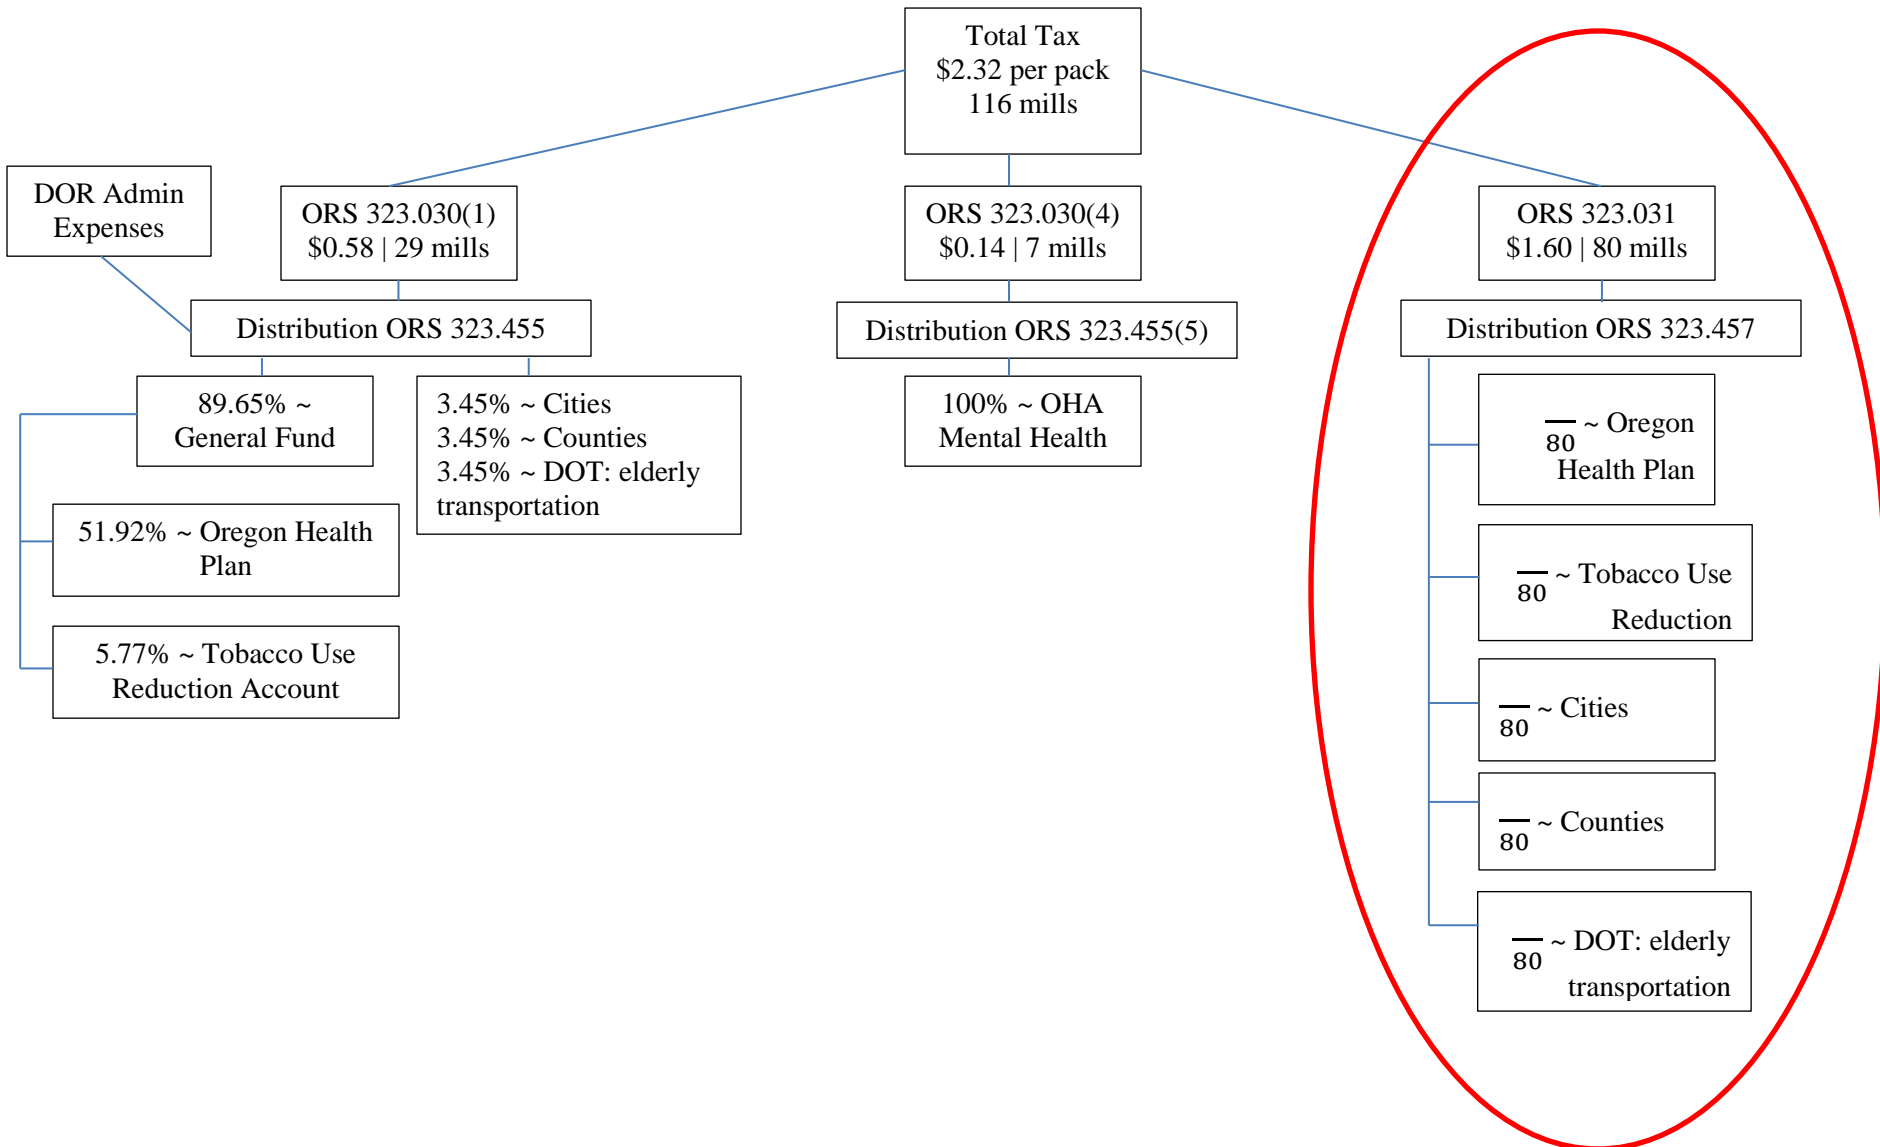 Total Tax
$2.32 per pack
116 mills
DOR Admin
Expenses
ORS 323.030(1)
$0.58 | 29 mills
ORS 323.030(4)
$0.14 | 7 mills
ORS 323.031
$1.60 | 80 mills
Distribution ORS 323.455
Distribution ORS 323.455(5)
Distribution ORS 323.457
89.65% ~
General Fund
3.45% ~ Cities
3.45% ~ Counties
3.45% ~ DOT: elderly
transportation
100% ~ OHA
Mental Health
51.92% ~ Oregon Health
Plan
5.77% ~ Tobacco Use
Reduction Account
80 ~ Oregon
Health Plan
80 ~ Tobacco Use
Reduction
80 ~ Cities
80 ~ Counties
80 ~ DOT: elderly
transportation